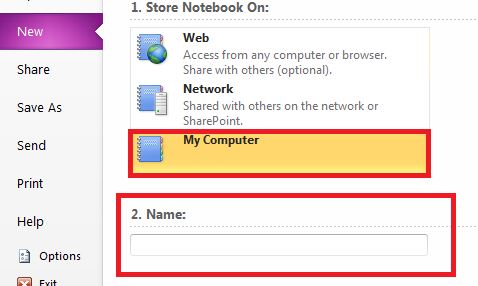 New
Share
Save As
Send
Print
Help
Options
Exit
1. Store Notebook On:
Web
Access from any computer or browser.
Share with others (optional).
Network
Shared with others on the network or
SharePoint.
My Computer
2. Name: